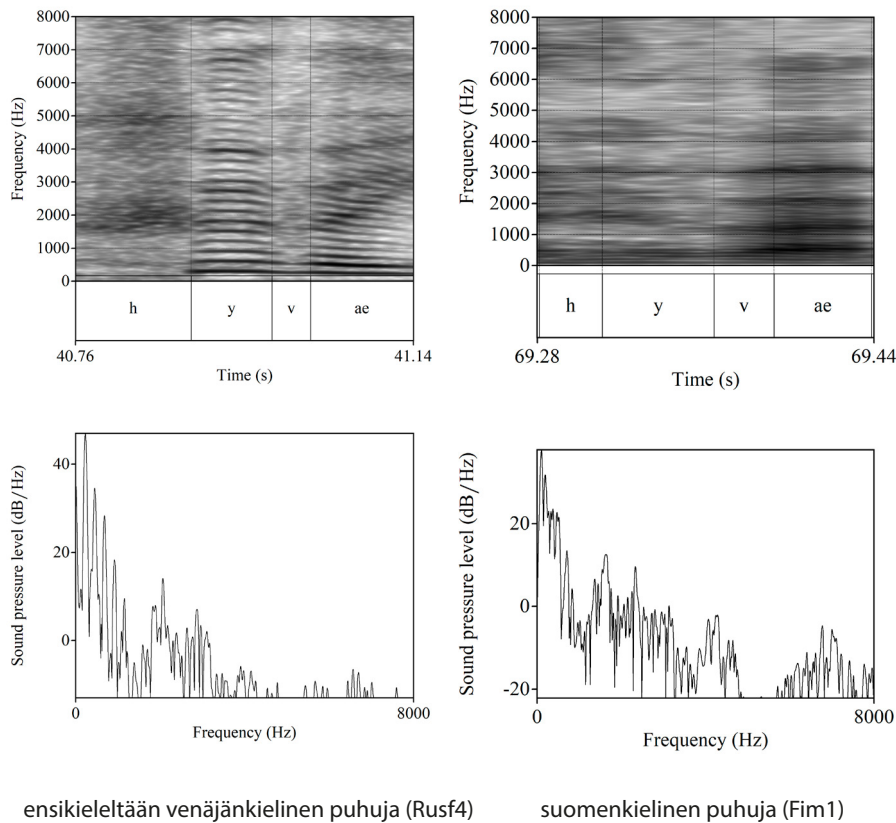 8000
7000
6000
5000
4000
3000
2000
1000
0
Frequency (Hz)
h y v ae
40.76 41.14
Time (s)
8000
7000
6000
5000
4000
3000
2000
1000
0
Frequency (Hz)
h y v ae
69.28 69.44
Time (s)
40
20
0
Sound pressure level (dB/Hz)
0 8000
Frequency (Hz)
20
0
-20
Sound pressure level (dB/Hz)
0 8000
Frequency (Hz)
ensikieleltään venäjänkielinen puhuja (Rusf4)
suomenkielinen puhuja (Fim1)